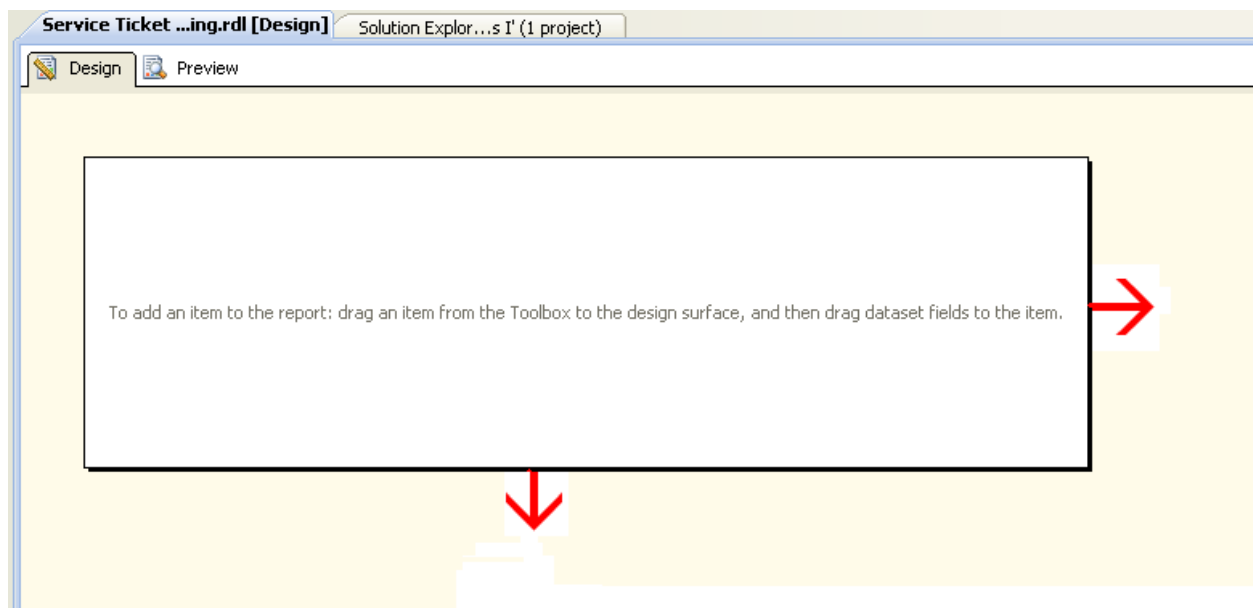 Service Ticket ...ing.rdl [Design] Solution Explor...s I' (1 project)
Design Preview
To add an item to the report: drag an item from the Toolbox to the design surface, and then drag dataset fields to the item.